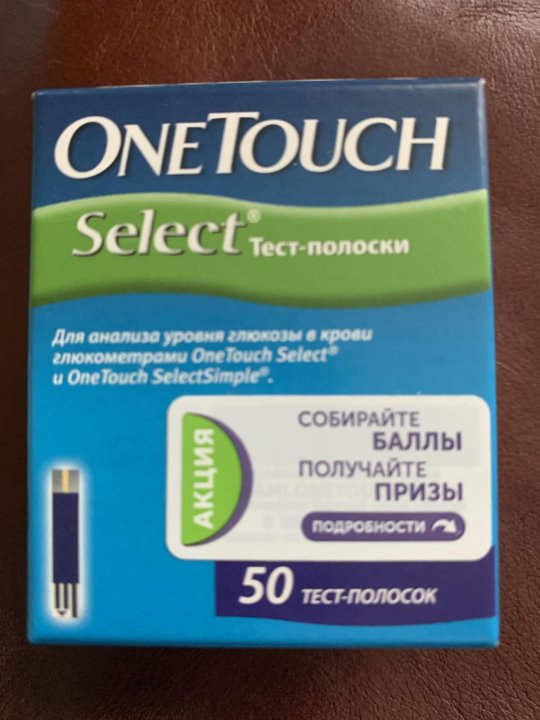 ONETOUCH
Select® Тест-полоски
Для анализа уровня глюкозы в крови
глюкометрами OneTouch Select®
и OneTouch SelectSimple®.
АКЦИЯ
СОБИРАЙТЕ
БАЛЛЫ
ПОЛУЧАЙТЕ
ПРИЗЫ
ПОДРОБНОСТИ
50 ТЕСТ-ПОЛОСОК